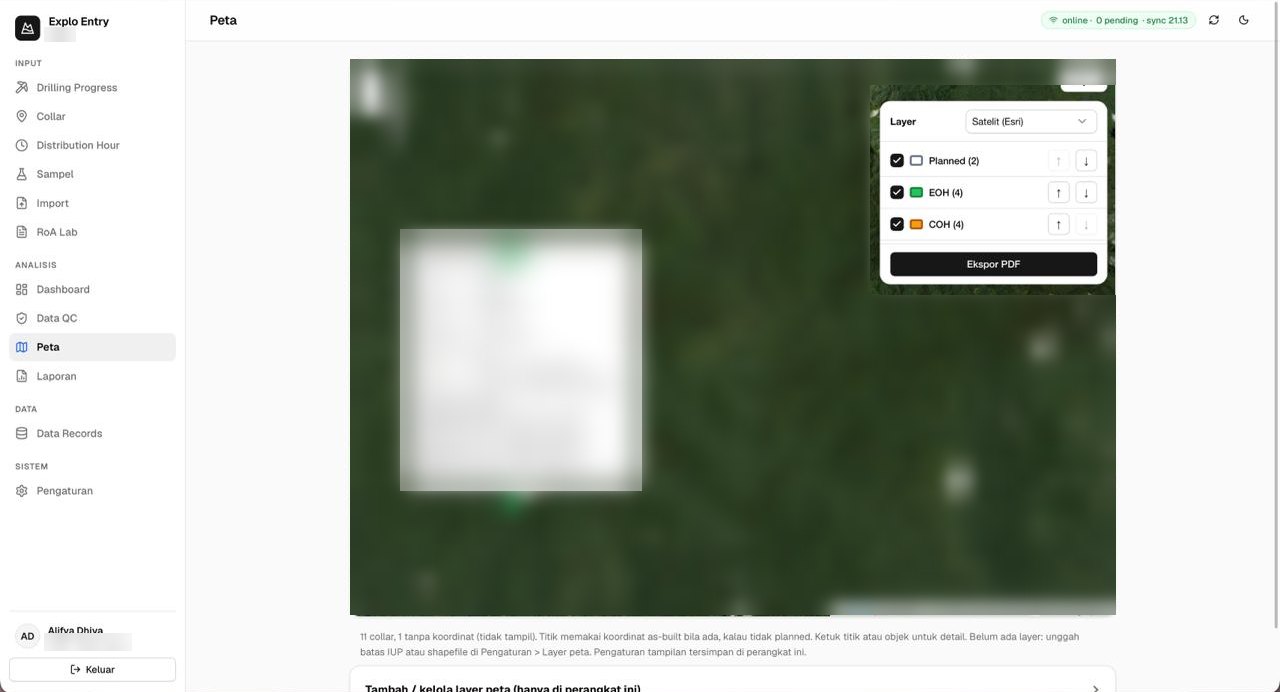 Explo Entry
INPUT
Drilling Progress
Collar
Distribution Hour
Sampel
Import
RoA Lab
ANALISIS
Dashboard
Data QC
Peta
Laporan
DATA
Data Records
SISTEM
Pengaturan
AD
Alifya Dhiya
Keluar
Peta
online · 0 pending · sync 21.13
Layer
Satelit (Esri)
Planned (2)
↑ ↓
EOH (4)
↑ ↓
COH (4)
↑ ↓
Ekspor PDF
11 collar, 1 tanpa koordinat (tidak tampil). Titik memakai koordinat as-built bila ada, kalau tidak planned. Ketuk titik atau objek untuk detail. Belum ada layer: unggah
batas IUP atau shapefile di Pengaturan > Layer peta. Pengaturan tampilan tersimpan di perangkat ini.
Tambah / kelola layer peta (hanya di perangkat ini)